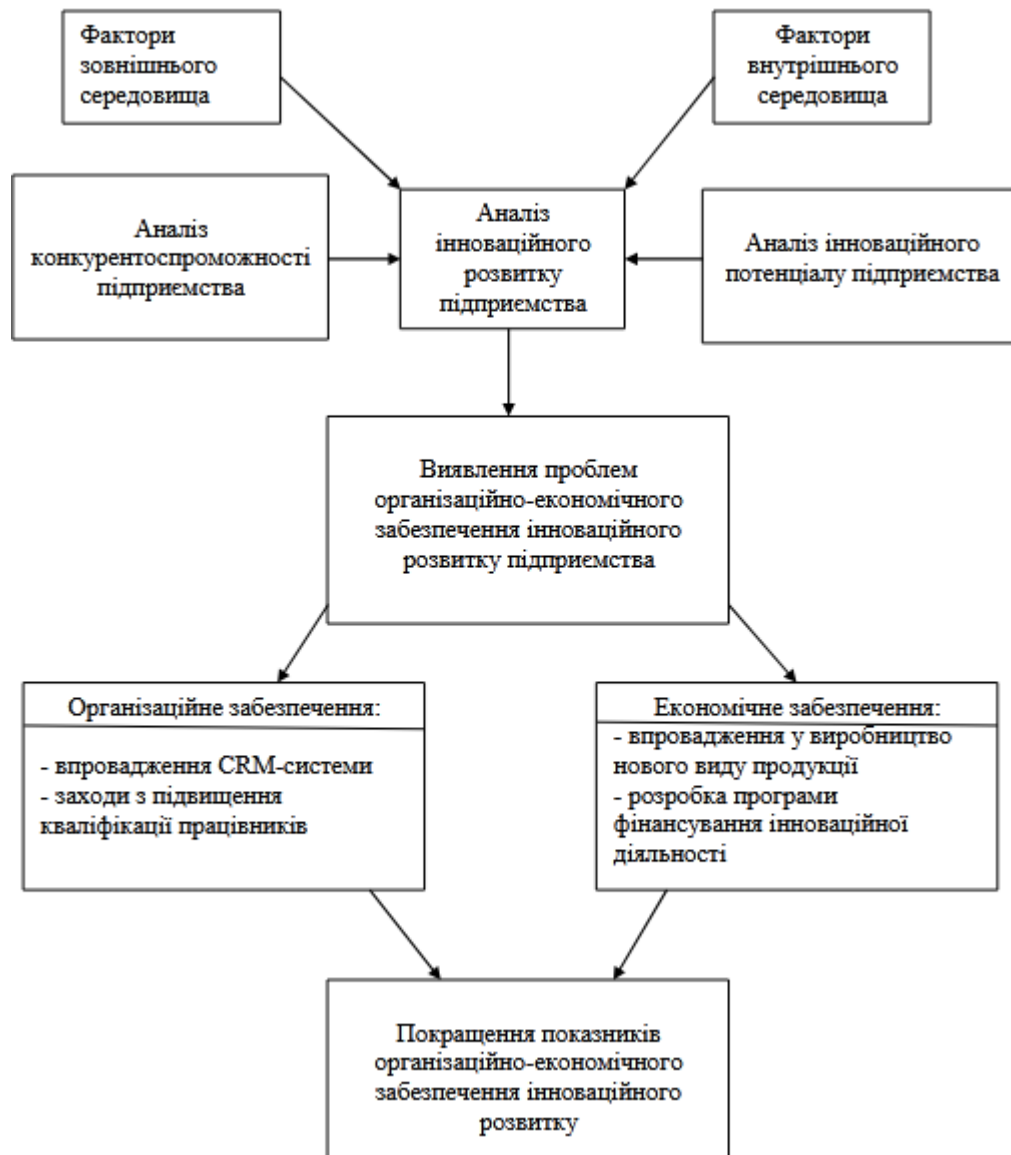 Фактори
зовнішнього
середовища
Фактори
внутрішнього
середовища
Аналіз
конкурентоспроможності
підприємства
Аналіз
інноваційного
розвитку
підприємства
Аналіз інноваційного
потенціалу підприємства
Виявлення проблем
організаційно-економічного
забезпечення інноваційного
розвитку підприємства
Організаційне забезпечення:
- впровадження CRM-системи
- заходи з підвищення
кваліфікації працівників
Економічне забезпечення:
- впровадження у виробництво
нового виду продукції
- розробка програми
фінансування інноваційної
діяльності
Покращення показників
організаційно-економічного
забезпечення інноваційного
розвитку